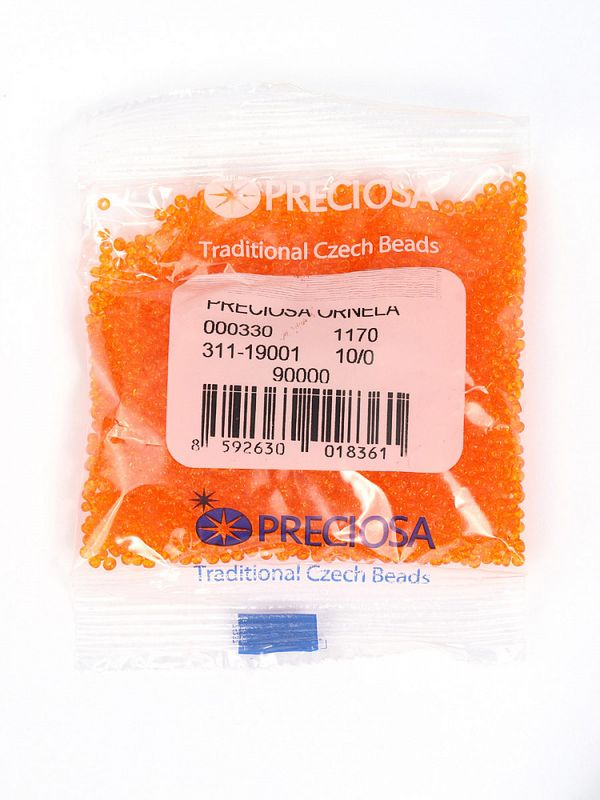 PRECIOSA
Traditional Czech Beads
PRECIOSA ORNELA
000330 1170
311-19001 10/0
90000
8 592630 018361
PRECIOSA
Traditional Czech Beads